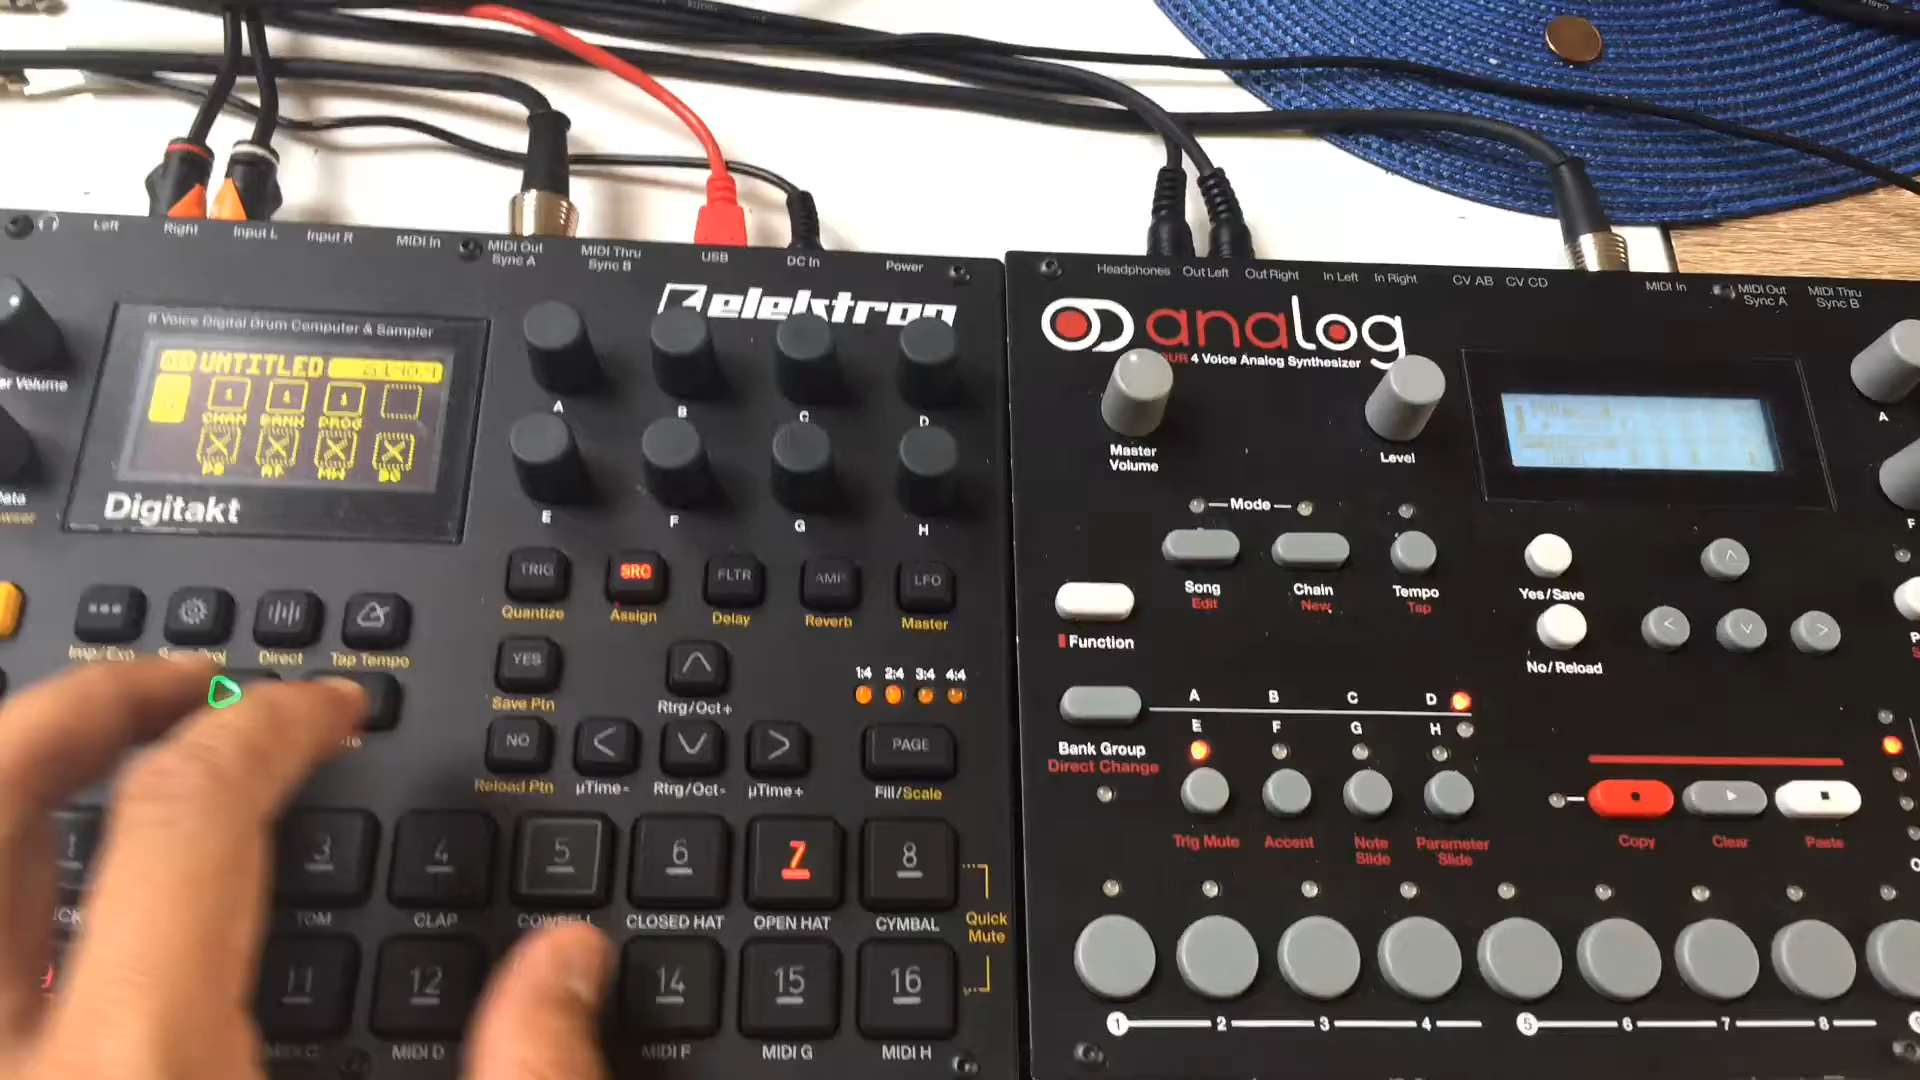 Left
Right
Input L
Input R
MIDI In
MIDI Out
Sync A
MIDI Thru
Sync B
USB
DC In
Power
elektron
8 Voice Digital Drum Computer & Sampler
UNTITLED
CHAN
BANK
PROG
Digitakt
A
B
C
D
E
F
G
H
TRIG
SRC
FLTR
AMP
LFO
Quantize
Assign
Delay
Reverb
Master
Direct
Tap Tempo
YES
Save Ptn
NO
Reload Ptn
Rtrg/Oct+
µTime-
Rtrg/Oct-
µTime+
1:4
2:4
3:4
4:4
PAGE
Fill/Scale
1
3
4
5
6
7
8
TOM
CLAP
COWBELL
CLOSED HAT
OPEN HAT
CYMBAL
Quick
Mute
11
12
14
15
16
MIDI D
MIDI F
MIDI G
MIDI H
Headphones
Out Left
Out Right
In Left
In Right
CV AB
CV CD
MIDI In
MIDI Out
Sync A
MIDI Thru
Sync B
analog
4 Voice Analog Synthesizer
Master
Volume
Level
A
F
Mode
Song
Edit
Chain
New
Tempo
Tap
Function
Yes/Save
No/Reload
Bank Group
Direct Change
A
B
C
D
E
F
G
H
Trig Mute
Accent
Note
Slide
Parameter
Slide
Copy
Clear
Paste
1
2
3
4
5
6
7
8